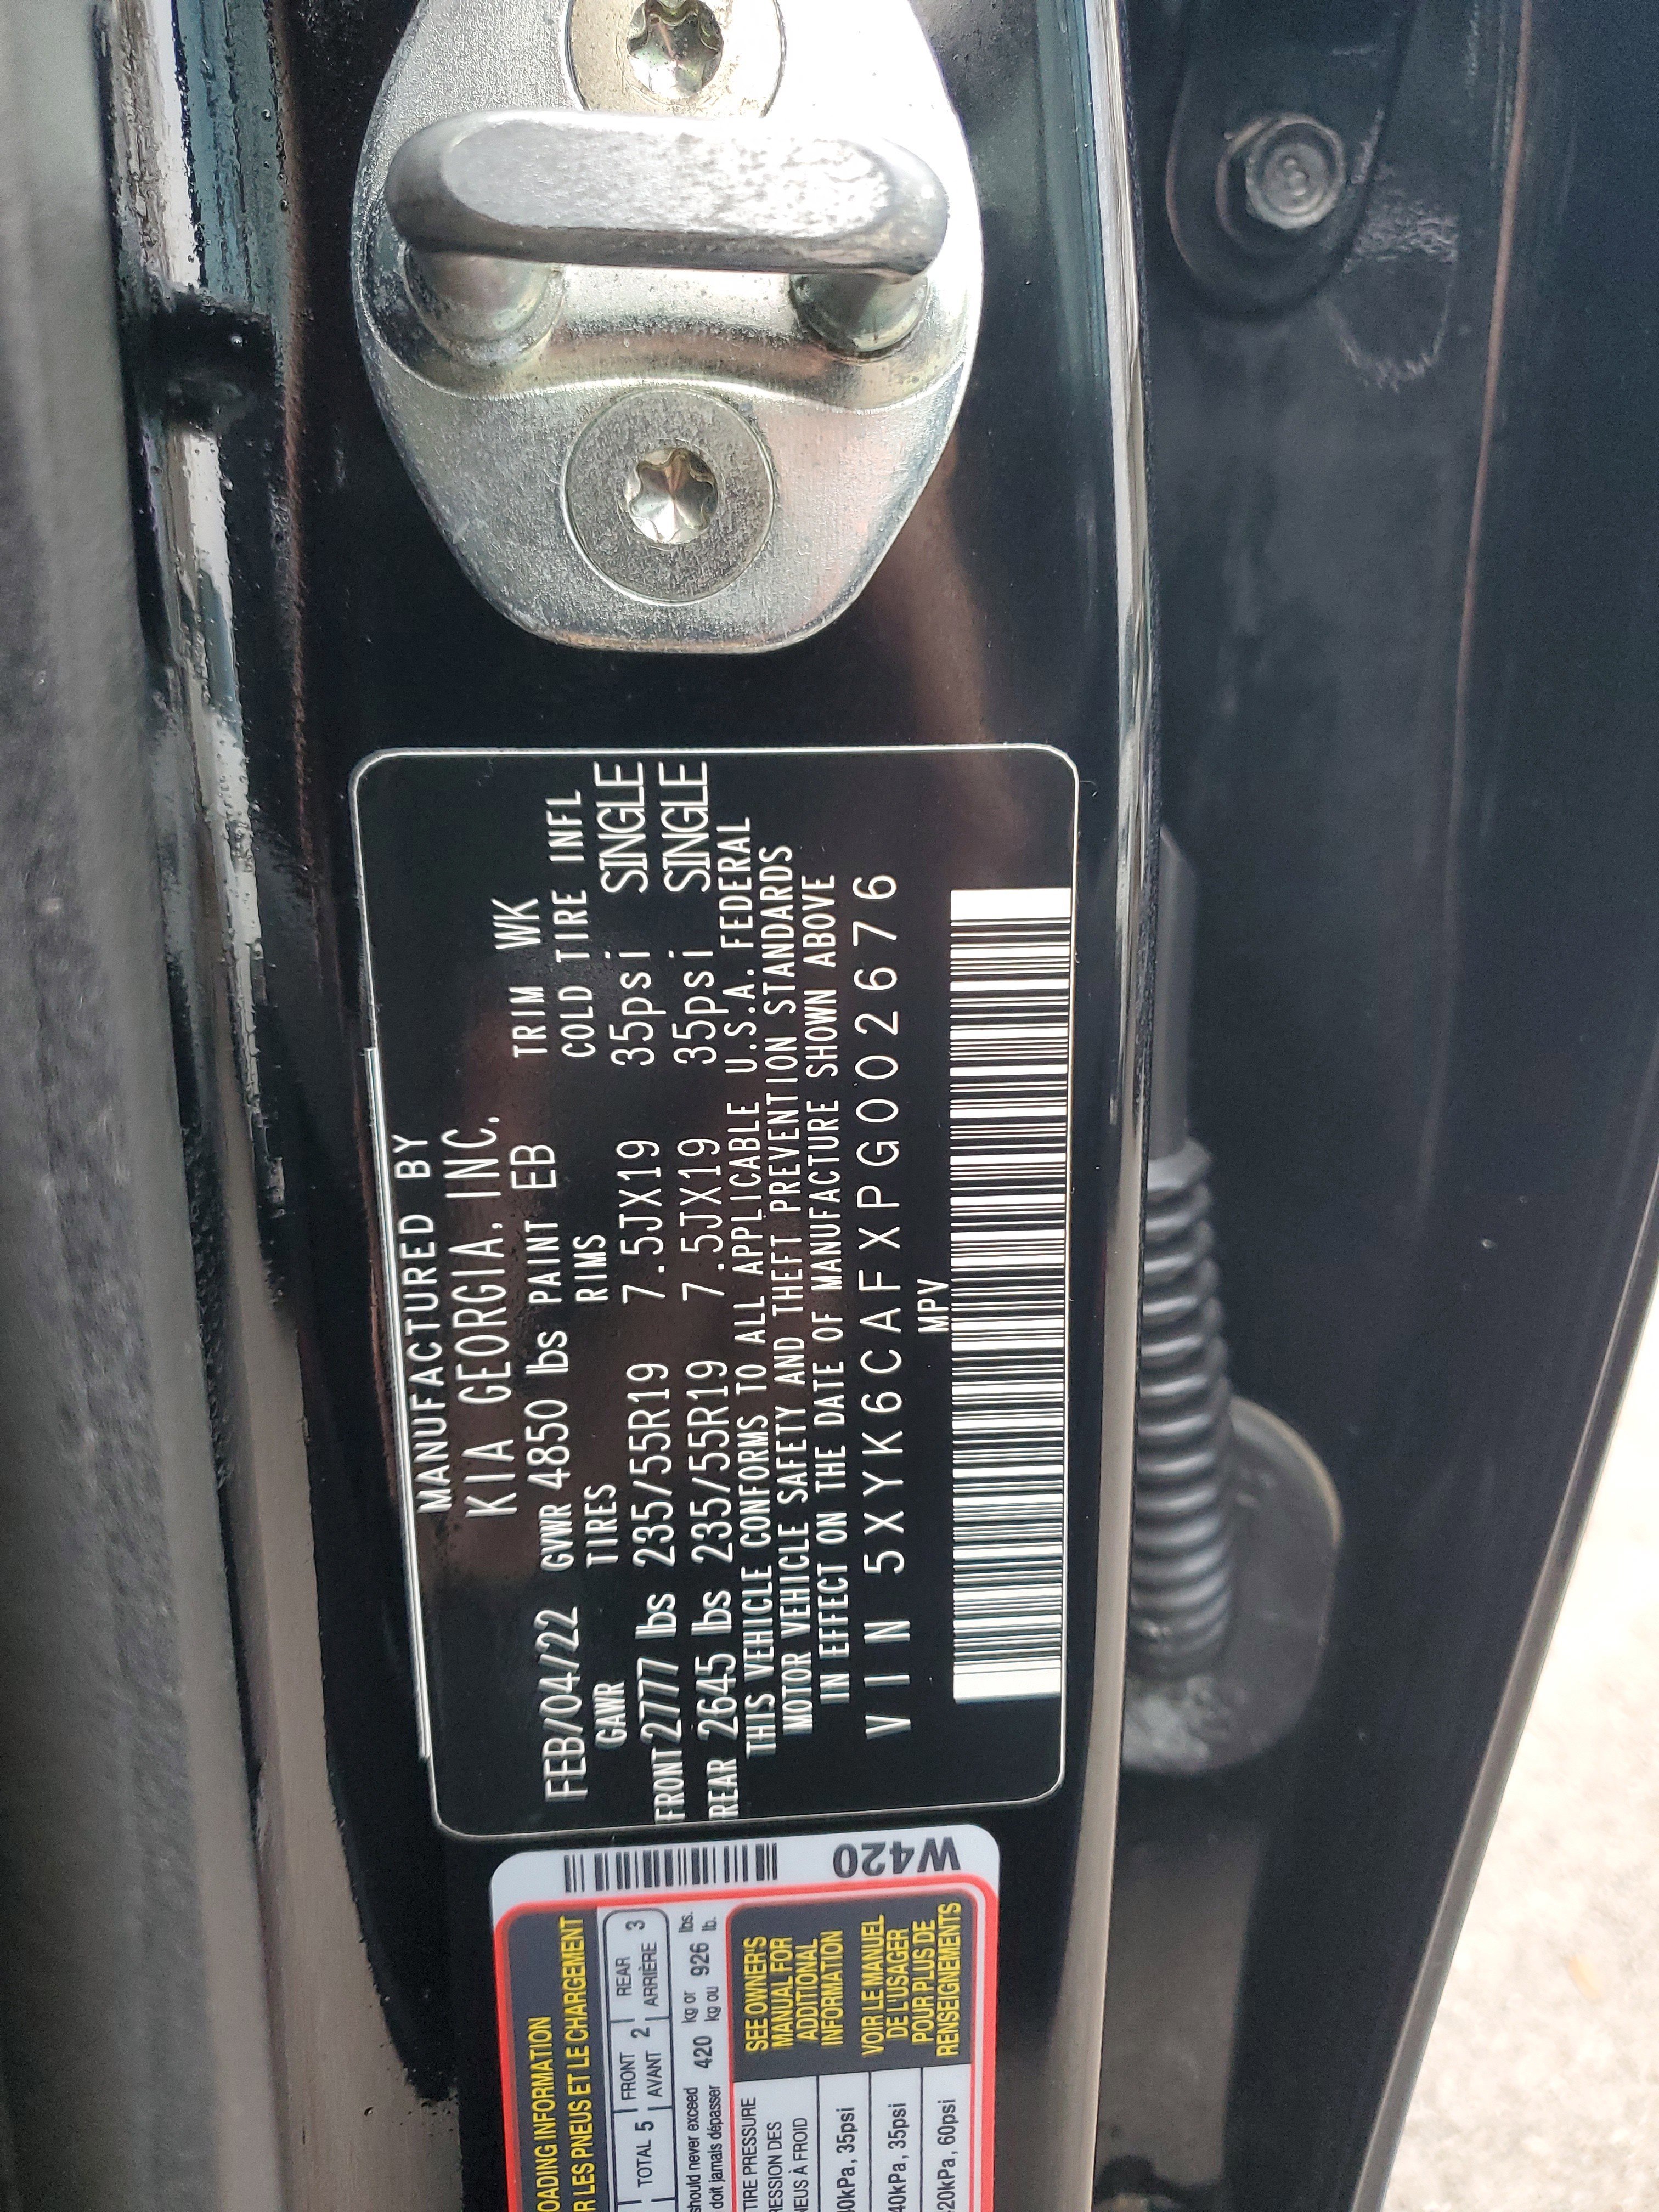 MANUFACTURED BY
KIA GEORGIA, INC.
FEB/04/22 GVWR 4850 lbs PAINT EB TRIM WK
GAWR TIRES RIMS COLD TIRE INFL
FRONT 2777 lbs 235/55R19 7.5JX19 35psi SINGLE
REAR 2645 lbs 235/55R19 7.5JX19 35psi SINGLE
THIS VEHICLE CONFORMS TO ALL APPLICABLE U.S.A. FEDERAL
MOTOR VEHICLE SAFETY AND THEFT PREVENTION STANDARDS
IN EFFECT ON THE DATE OF MANUFACTURE SHOWN ABOVE
VIN 5XYK6CAFXPG002676
MPV
W420
INFORMATION
LES PNEUS ET LE CHARGEMENT
TOTAL 5 FRONT 2 REAR 3
AVANT ARRIÈRE
should never exceed 420 kg or 926 lbs.
doit jamais dépasser kg ou lb.
TIRE PRESSURE
DES
À FROID
35psi
35psi
60psi
SEE OWNER'S
MANUAL FOR
ADDITIONAL
INFORMATION
VOIR LE MANUEL
DE L'USAGER
POUR PLUS DE
RENSEIGNEMENTS